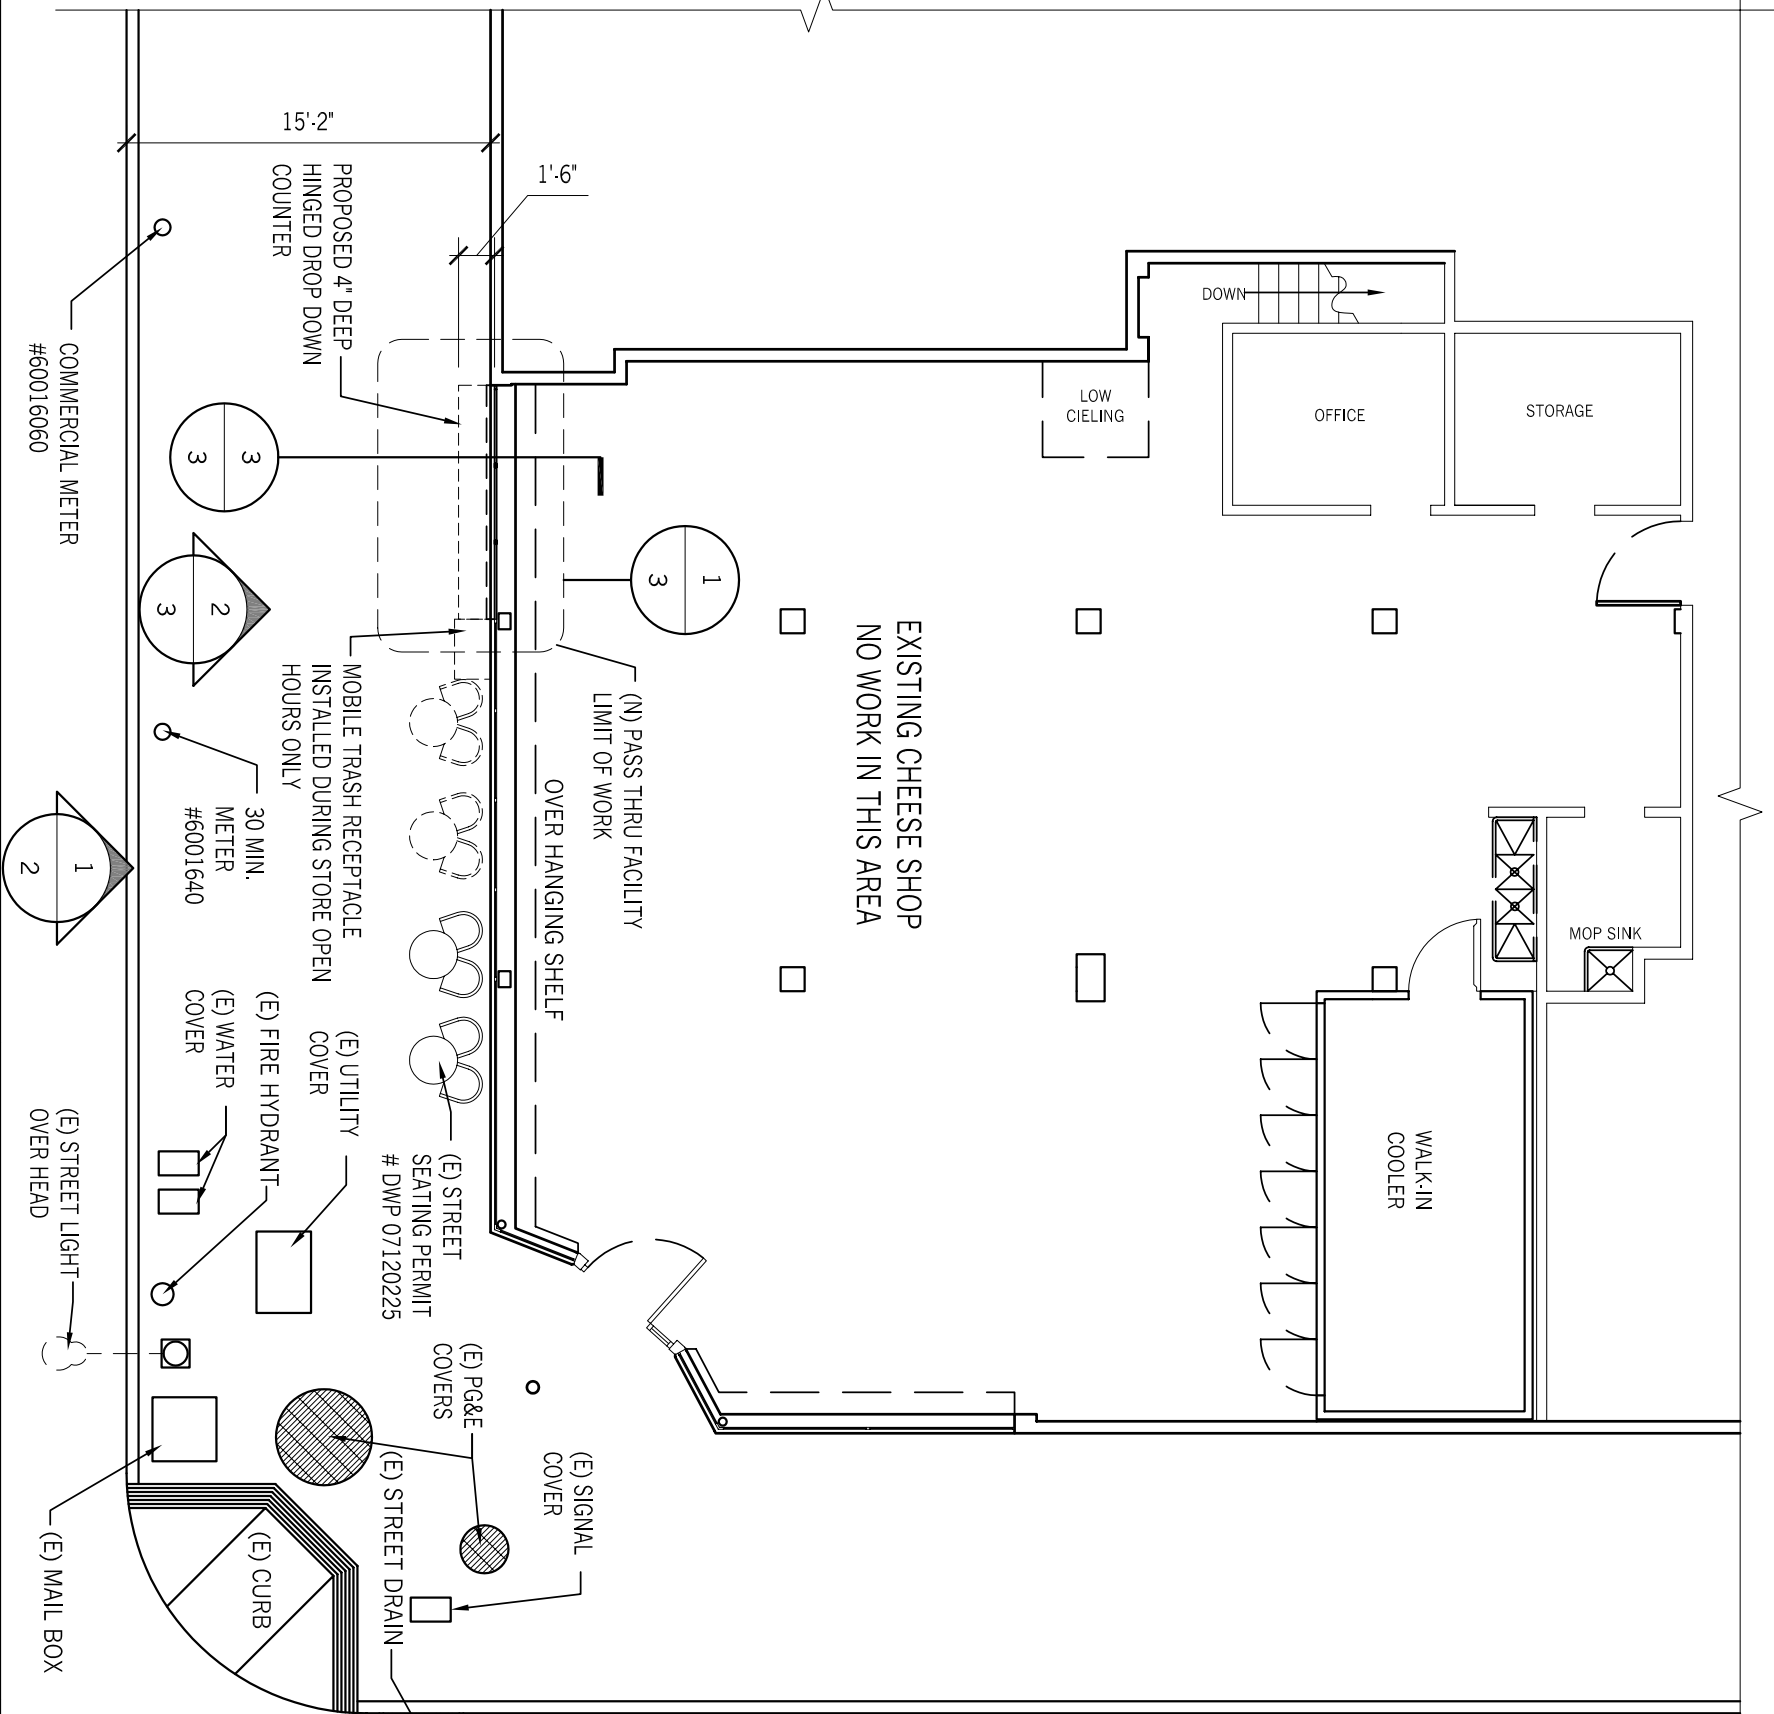 15'-2"
1'-6"
PROPOSED 4" DEEP
HINGED DROP DOWN
COUNTER
COMMERCIAL METER
#60016060
3
3
2
3
1
3
1
2
DOWN
LOW
CIELING
OFFICE
STORAGE
EXISTING CHEESE SHOP
NO WORK IN THIS AREA
(N) PASS THRU FACILITY
LIMIT OF WORK
OVER HANGING SHELF
MOBILE TRASH RECEPTACLE
INSTALLED DURING STORE OPEN
HOURS ONLY
30 MIN.
METER
#6001640
MOP SINK
WALK-IN
COOLER
(E) STREET
SEATING PERMIT
# DWP 07120225
(E) UTILITY
COVER
(E) FIRE HYDRANT
(E) WATER
COVER
(E) STREET LIGHT
OVER HEAD
(E) PG&E
COVERS
(E) SIGNAL
COVER
(E) STREET DRAIN
(E) CURB
(E) MAIL BOX